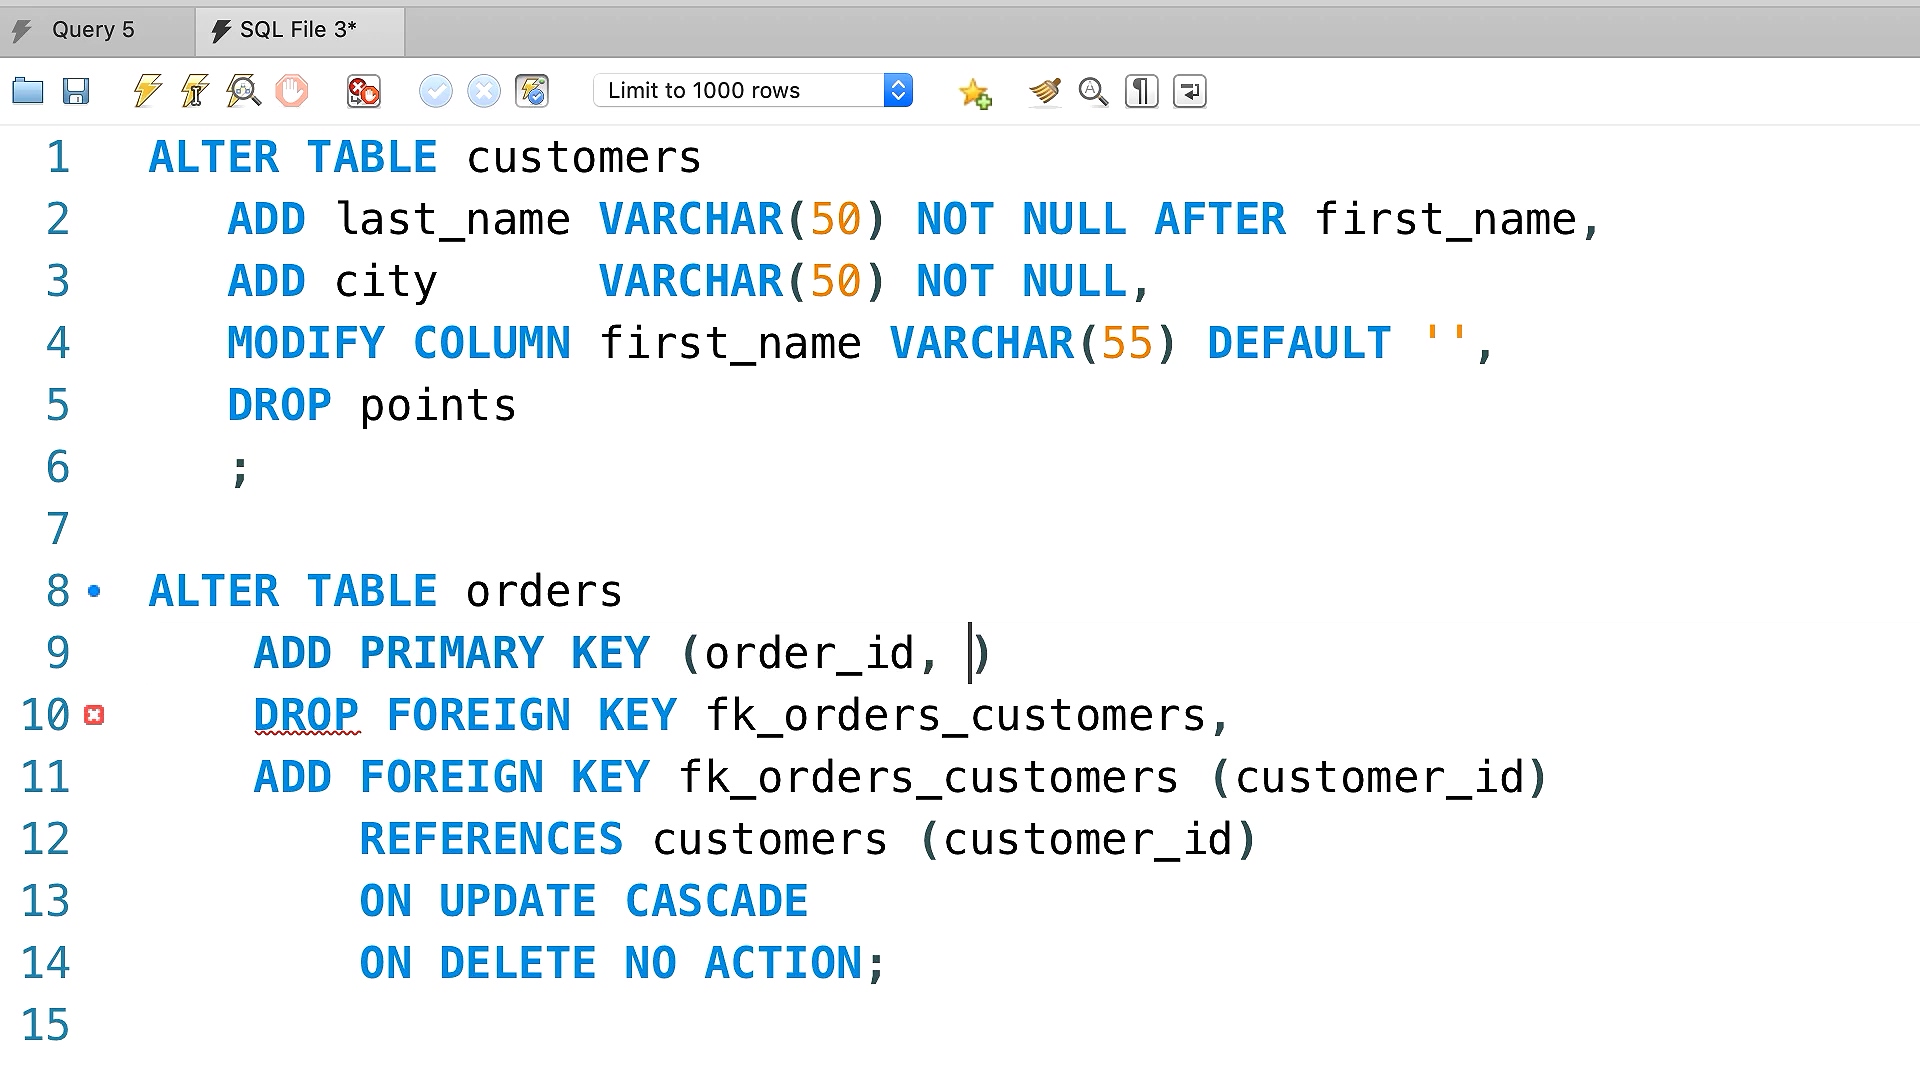 Query 5 SQL File 3*
Limit to 1000 rows
1 ALTER TABLE customers
2 ADD last_name VARCHAR(50) NOT NULL AFTER first_name,
3 ADD city VARCHAR(50) NOT NULL,
4 MODIFY COLUMN first_name VARCHAR(55) DEFAULT '',
5 DROP points
6 ;
7
8 ALTER TABLE orders
9 ADD PRIMARY KEY (order_id, )
10 DROP FOREIGN KEY fk_orders_customers,
11 ADD FOREIGN KEY fk_orders_customers (customer_id)
12 REFERENCES customers (customer_id)
13 ON UPDATE CASCADE
14 ON DELETE NO ACTION;
15